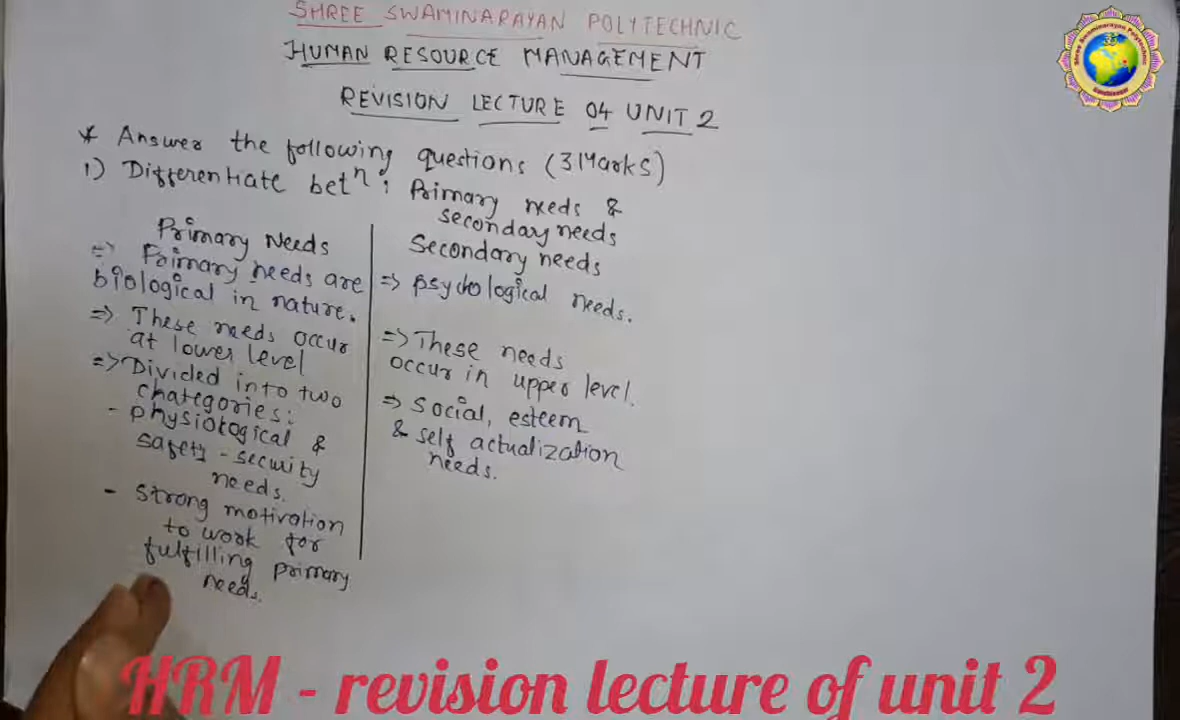 SHREE SWAMINARAYAN POLYTECHNIC
HUMAN RESOURCE MANAGEMENT
REVISION LECTURE 04 UNIT 2
* Answer the following questions (3 Marks)
1) Differentiate betⁿ : Primary needs &
secondary needs
Primary Needs
=> Primary needs are
biological in nature.
=> These needs occur
at lower level
=> Divided into two
chategories:
- physiological &
safety - security
needs.
- Strong motivation
to work for
fulfilling primary
needs.
Secondary needs
=> psychological needs.
=> These needs
occur in upper level.
=> Social, esteem
& self actualization
needs.
HRM - revision lecture of unit 2
Shree Swaminarayan Polytechnic